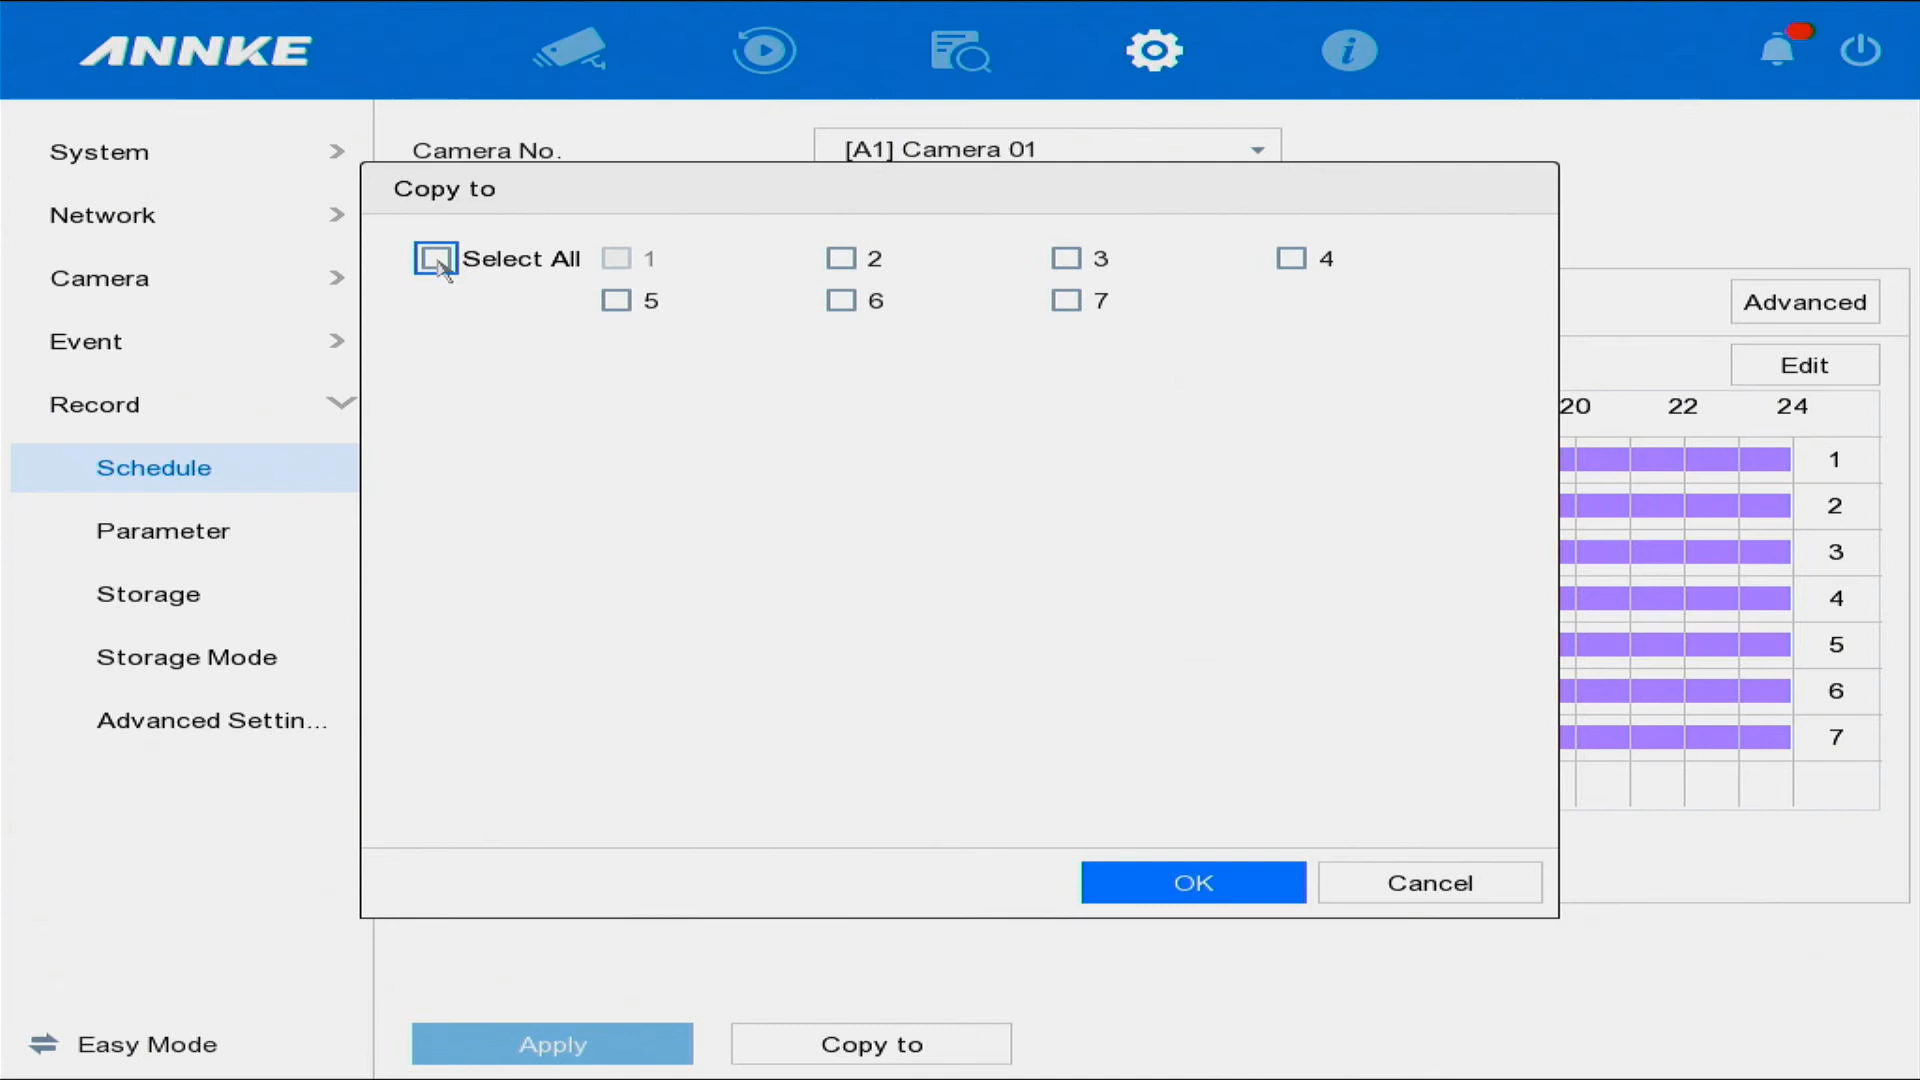 ANNKE
System
Camera No.
[A1] Camera 01
Copy to
Network
Select All 1 2 3 4
Camera
5 6 7
Advanced
Event
Edit
Record
20 22 24
Schedule
1
2
Parameter
3
Storage
4
Storage Mode
5
6
Advanced Settin...
7
OK
Cancel
Easy Mode
Apply
Copy to